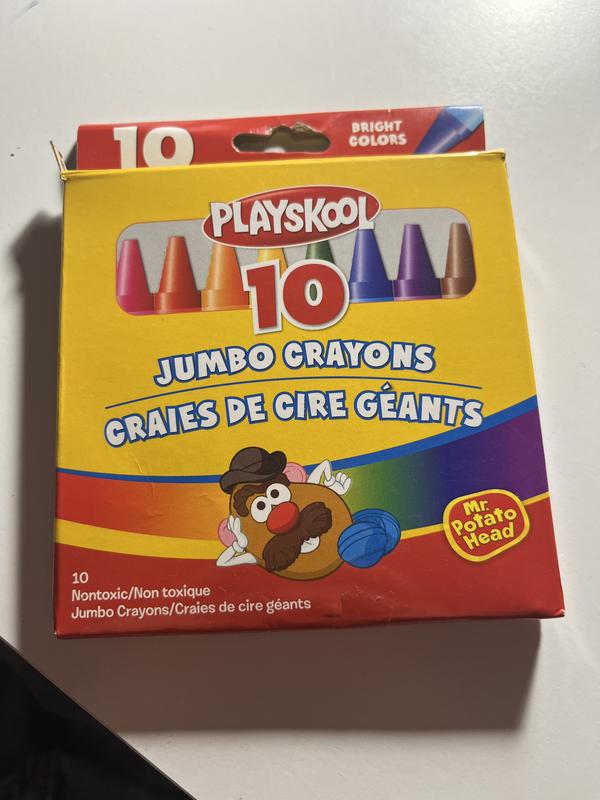 10
BRIGHT
COLORS
PLAYSKOOL
10
JUMBO CRAYONS
CRAIES DE CIRE GÉANTS
Mr.
Potato
Head
10
Nontoxic/Non toxique
Jumbo Crayons/Craies de cire géants